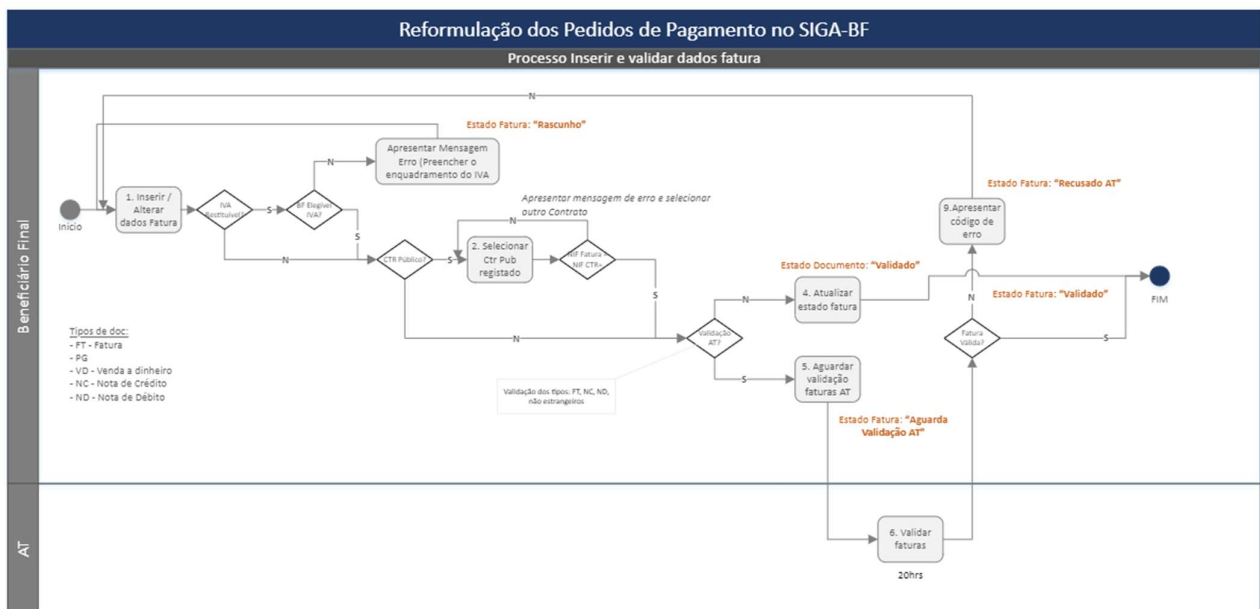 Reformulação dos Pedidos de Pagamento no SIGA-BF
Processo Inserir e validar dados fatura
Beneficiário Final
N
Estado Fatura: “Rascunho”
Apresentar Mensagem
Erro (Preencher o
enquadramento do IVA
N
Início
1. Inserir /
Alterar
dados Fatura
IVA
Restituível?
S
BF Elegível
IVA?
S
N
Apresentar mensagem de erro e selecionar
outro Contrato
N
CTR Público?
S
2. Selecionar
Ctr Pub
registado
NIF Fatura =
NIF CTR=
S
N
Estado Fatura: “Recusado AT”
9.Apresentar
código de
erro
Estado Documento: “Validado”
N
4. Atualizar
estado fatura
N
Estado Fatura: “Validado”
FIM
Validação
AT?
Fatura
Válida?
S
S
5. Aguardar
validação
faturas AT
Validação dos tipos: FT, NC, ND,
não estrangeiros
Estado Fatura: “Aguarda
Validação AT”
Tipos de doc:
- FT - Fatura
- PG
- VD – Venda a dinheiro
- NC - Nota de Crédito
- ND - Nota de Débito
AT
6. Validar
faturas
20hrs